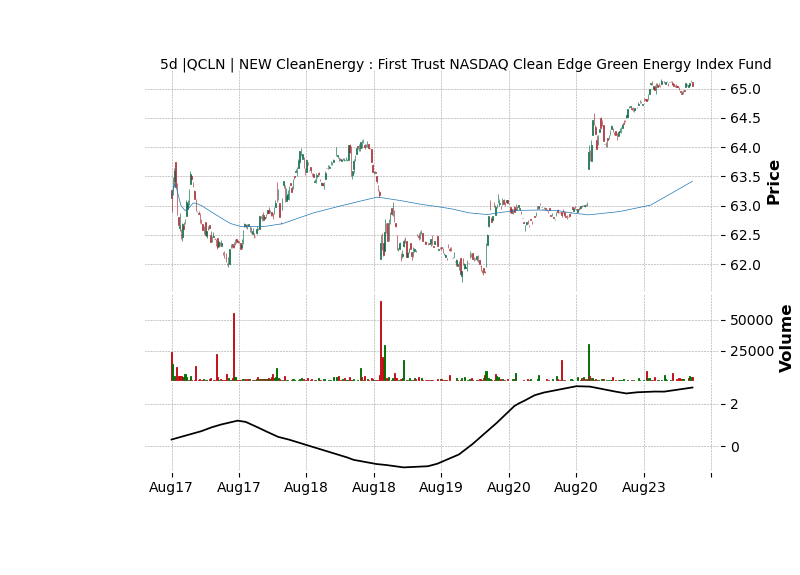 5d |QCLN | NEW CleanEnergy : First Trust NASDAQ Clean Edge Green Energy Index Fund
65.0
64.5
64.0
63.5
63.0
62.5
62.0
Price
50000
25000
Volume
2
0
Aug17 Aug17 Aug18 Aug18 Aug19 Aug20 Aug20 Aug23